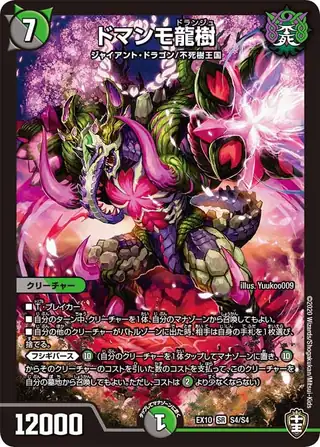 7
ドランジュ
ドマンモ龍樹
ジャイアント・ドラゴン/不死樹王国
不死
illus. Yuukoo009
クリーチャー
T・ブレイカー
自分のターン中、クリーチャーを1体、自分のマナゾーンから召喚してもよい。
自分の他のクリーチャーがバトルゾーンに出た時、相手は自身の手札を1枚選び、
捨てる。
フシギバース 10(自分のクリーチャーを1体タップしてマナゾーンに置き、10
からそのクリーチャーのコストを引いた数のコストを支払って、このクリーチャーを
自分の墓地から召喚してもよい。ただし、コストは2より少なくならない)
12000
1
EX10 SR S4/S4